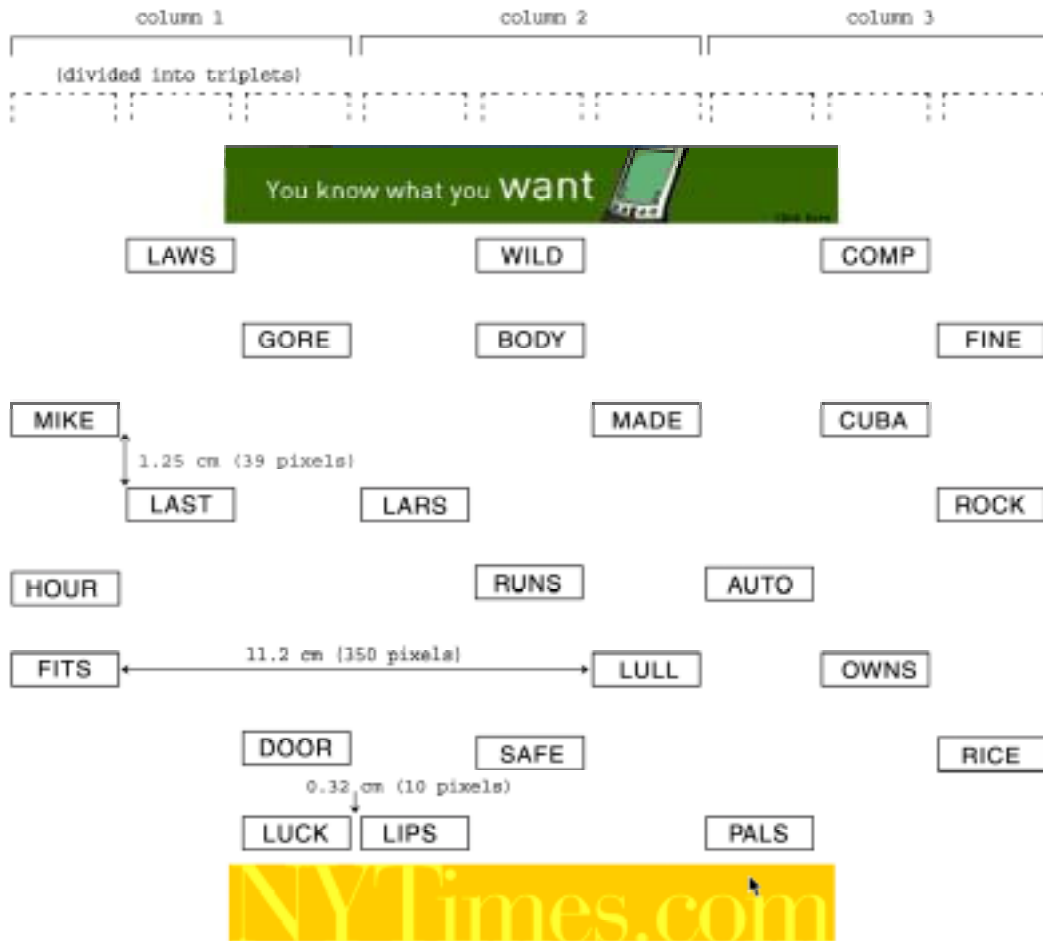 column 1 column 2 column 3
(divided into triplets)
You know what you want
Click Here
LAWS WILD COMP
GORE BODY FINE
MIKE MADE CUBA
1.25 cm (39 pixels)
LAST LARS ROCK
HOUR RUNS AUTO
11.2 cm (350 pixels)
FITS LULL OWNS
DOOR SAFE RICE
0.32 cm (10 pixels)
LUCK LIPS PALS
NYTimes.com